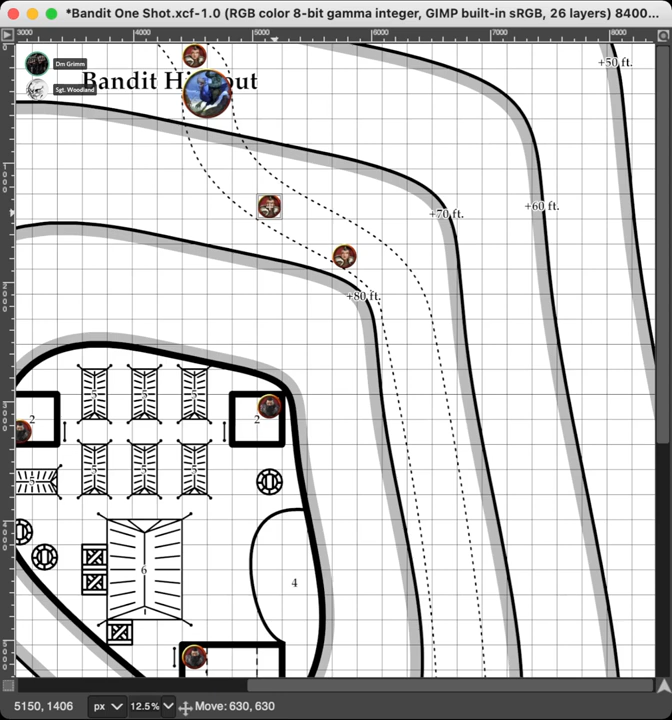 *Bandit One Shot.xcf-1.0 (RGB color 8-bit gamma integer, GIMP built-in sRGB, 26 layers) 8400...
3000 4000 5000 6000 7000 8000
+50 ft.
Dm Grimm
Bandit H out
Sgt. Woodland
+60 ft.
+70 ft.
+80 ft.
5 5 5
2 2
5 5 5 5
6
4
5150, 1406 px 12.5% Move: 630, 630